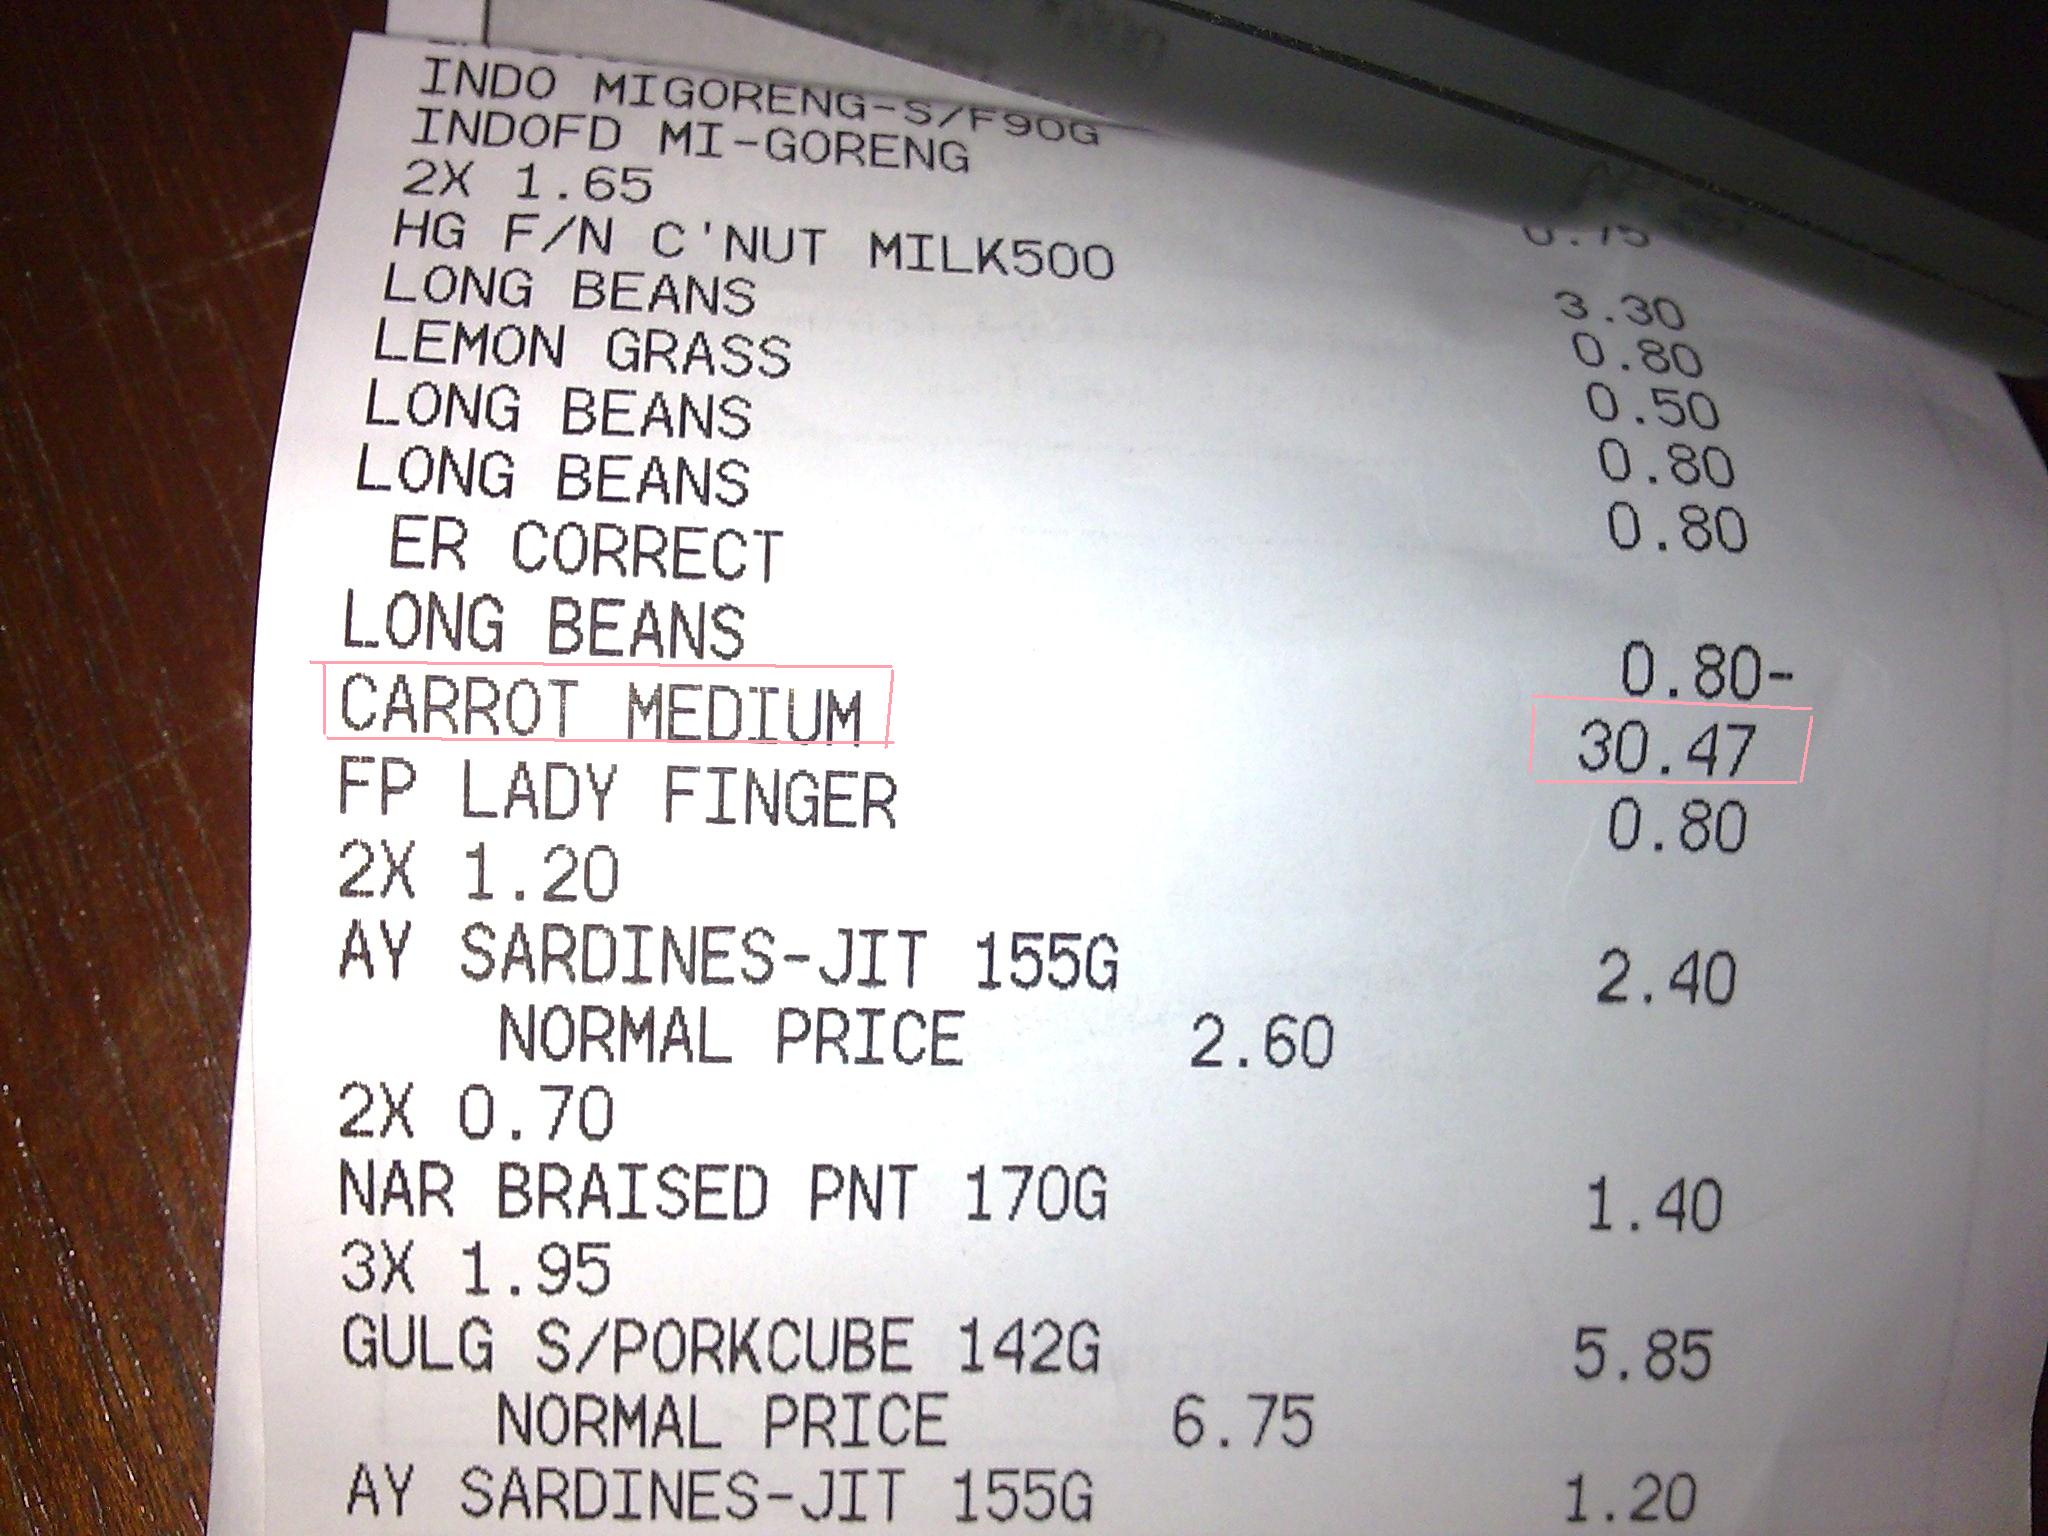 INDO MIGORENG-S/F90G
INDOFD MI-GORENG
2X 1.65
HG F/N C'NUT MILK500 3.30
LONG BEANS 0.80
LEMON GRASS 0.50
LONG BEANS 0.80
LONG BEANS 0.80
ER CORRECT
LONG BEANS 0.80-
CARROT MEDIUM 30.47
FP LADY FINGER 0.80
2X 1.20
AY SARDINES-JIT 155G 2.40
NORMAL PRICE 2.60
2X 0.70
NAR BRAISED PNT 170G 1.40
3X 1.95
GULG S/PORKCUBE 142G 5.85
NORMAL PRICE 6.75
AY SARDINES-JIT 155G 1.20